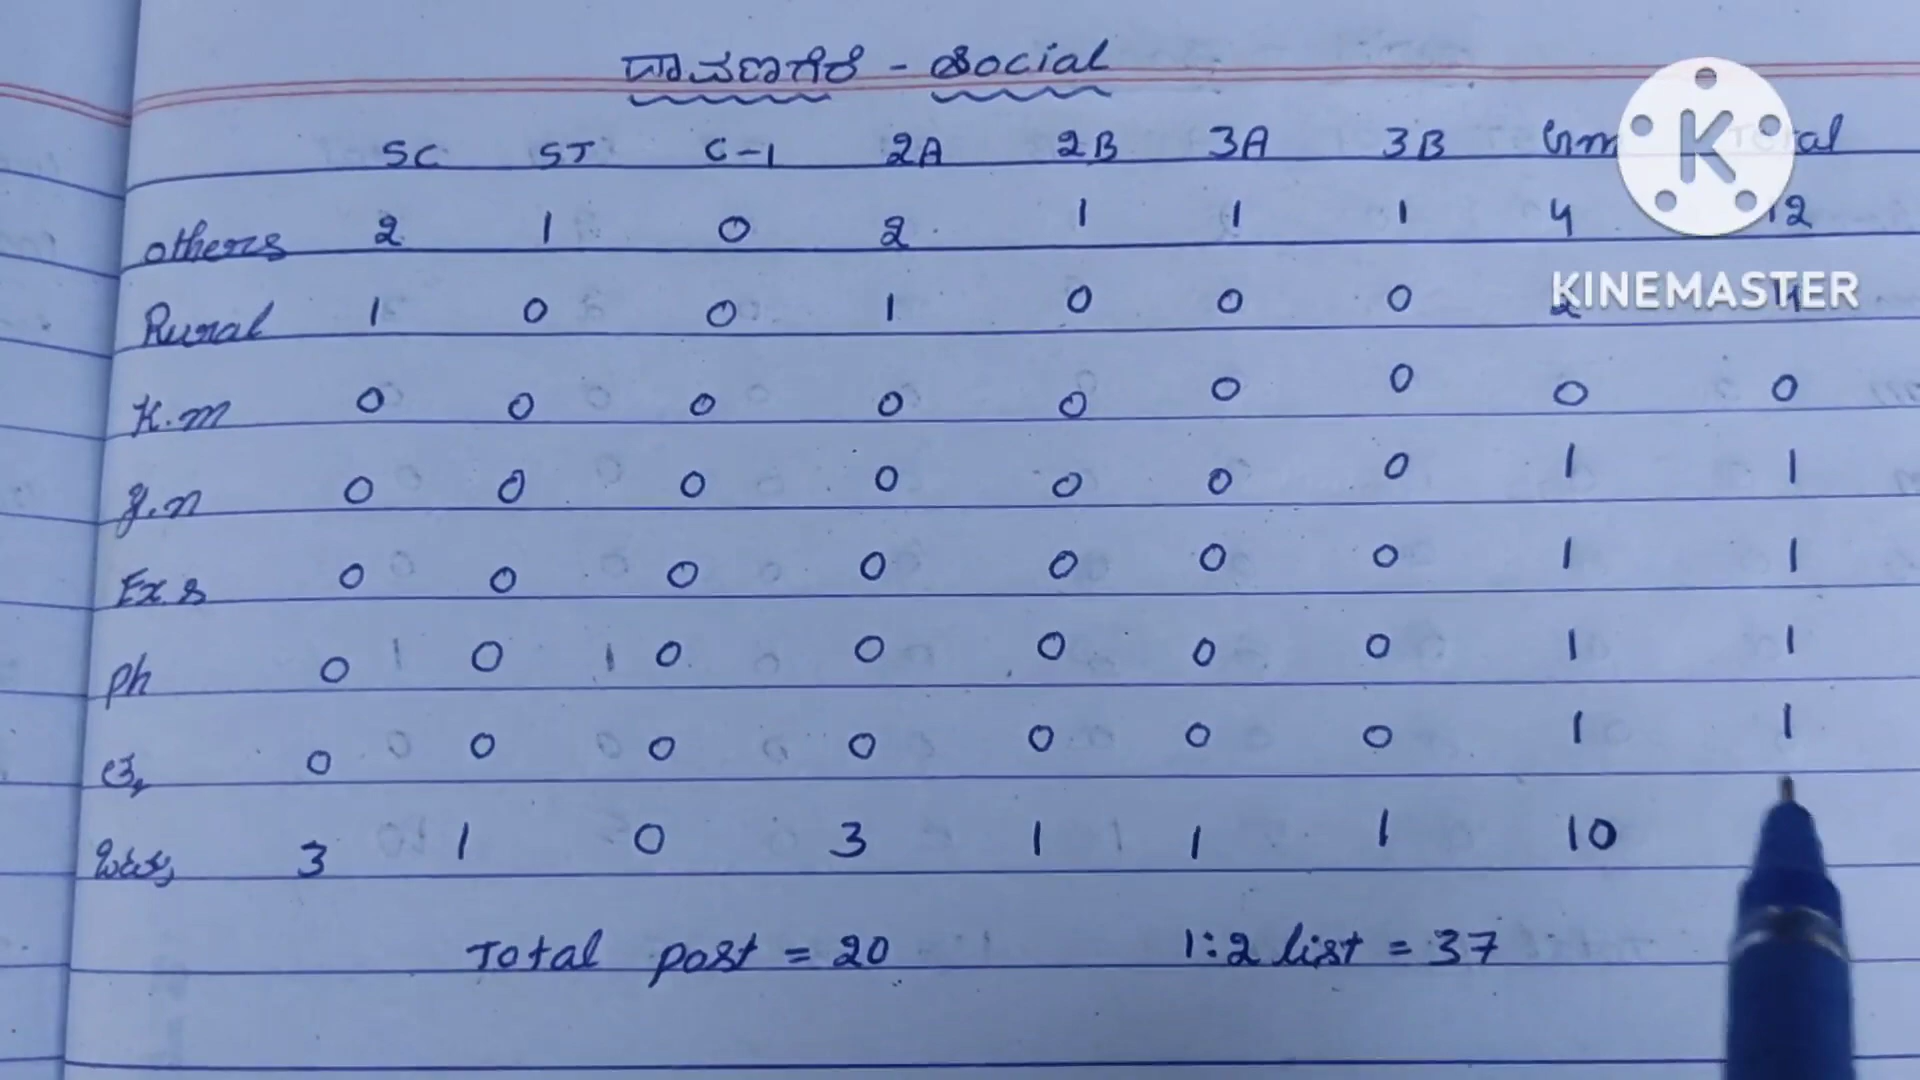 ದಾವಣಗೆರೆ - Social
SC ST C-1 2A 2B 3A 3B Gm
others 2 1 0 2 1 1 1 4 12
Rural 1 0 0 1 0 0 0 2 4
K.m 0 0 0 0 0 0 0 0 0
0 0 0 0 0 0 0 1 1
Ex.s 0 0 0 0 0 0 0 1 1
ph 0 0 0 0 0 0 0 1 1
0 0 0 0 0 0 0 1 1
ಒಟ್ಟು 3 1 0 3 1 1 1 10
Total post = 20 1:2 list = 37
K
KINEMASTER